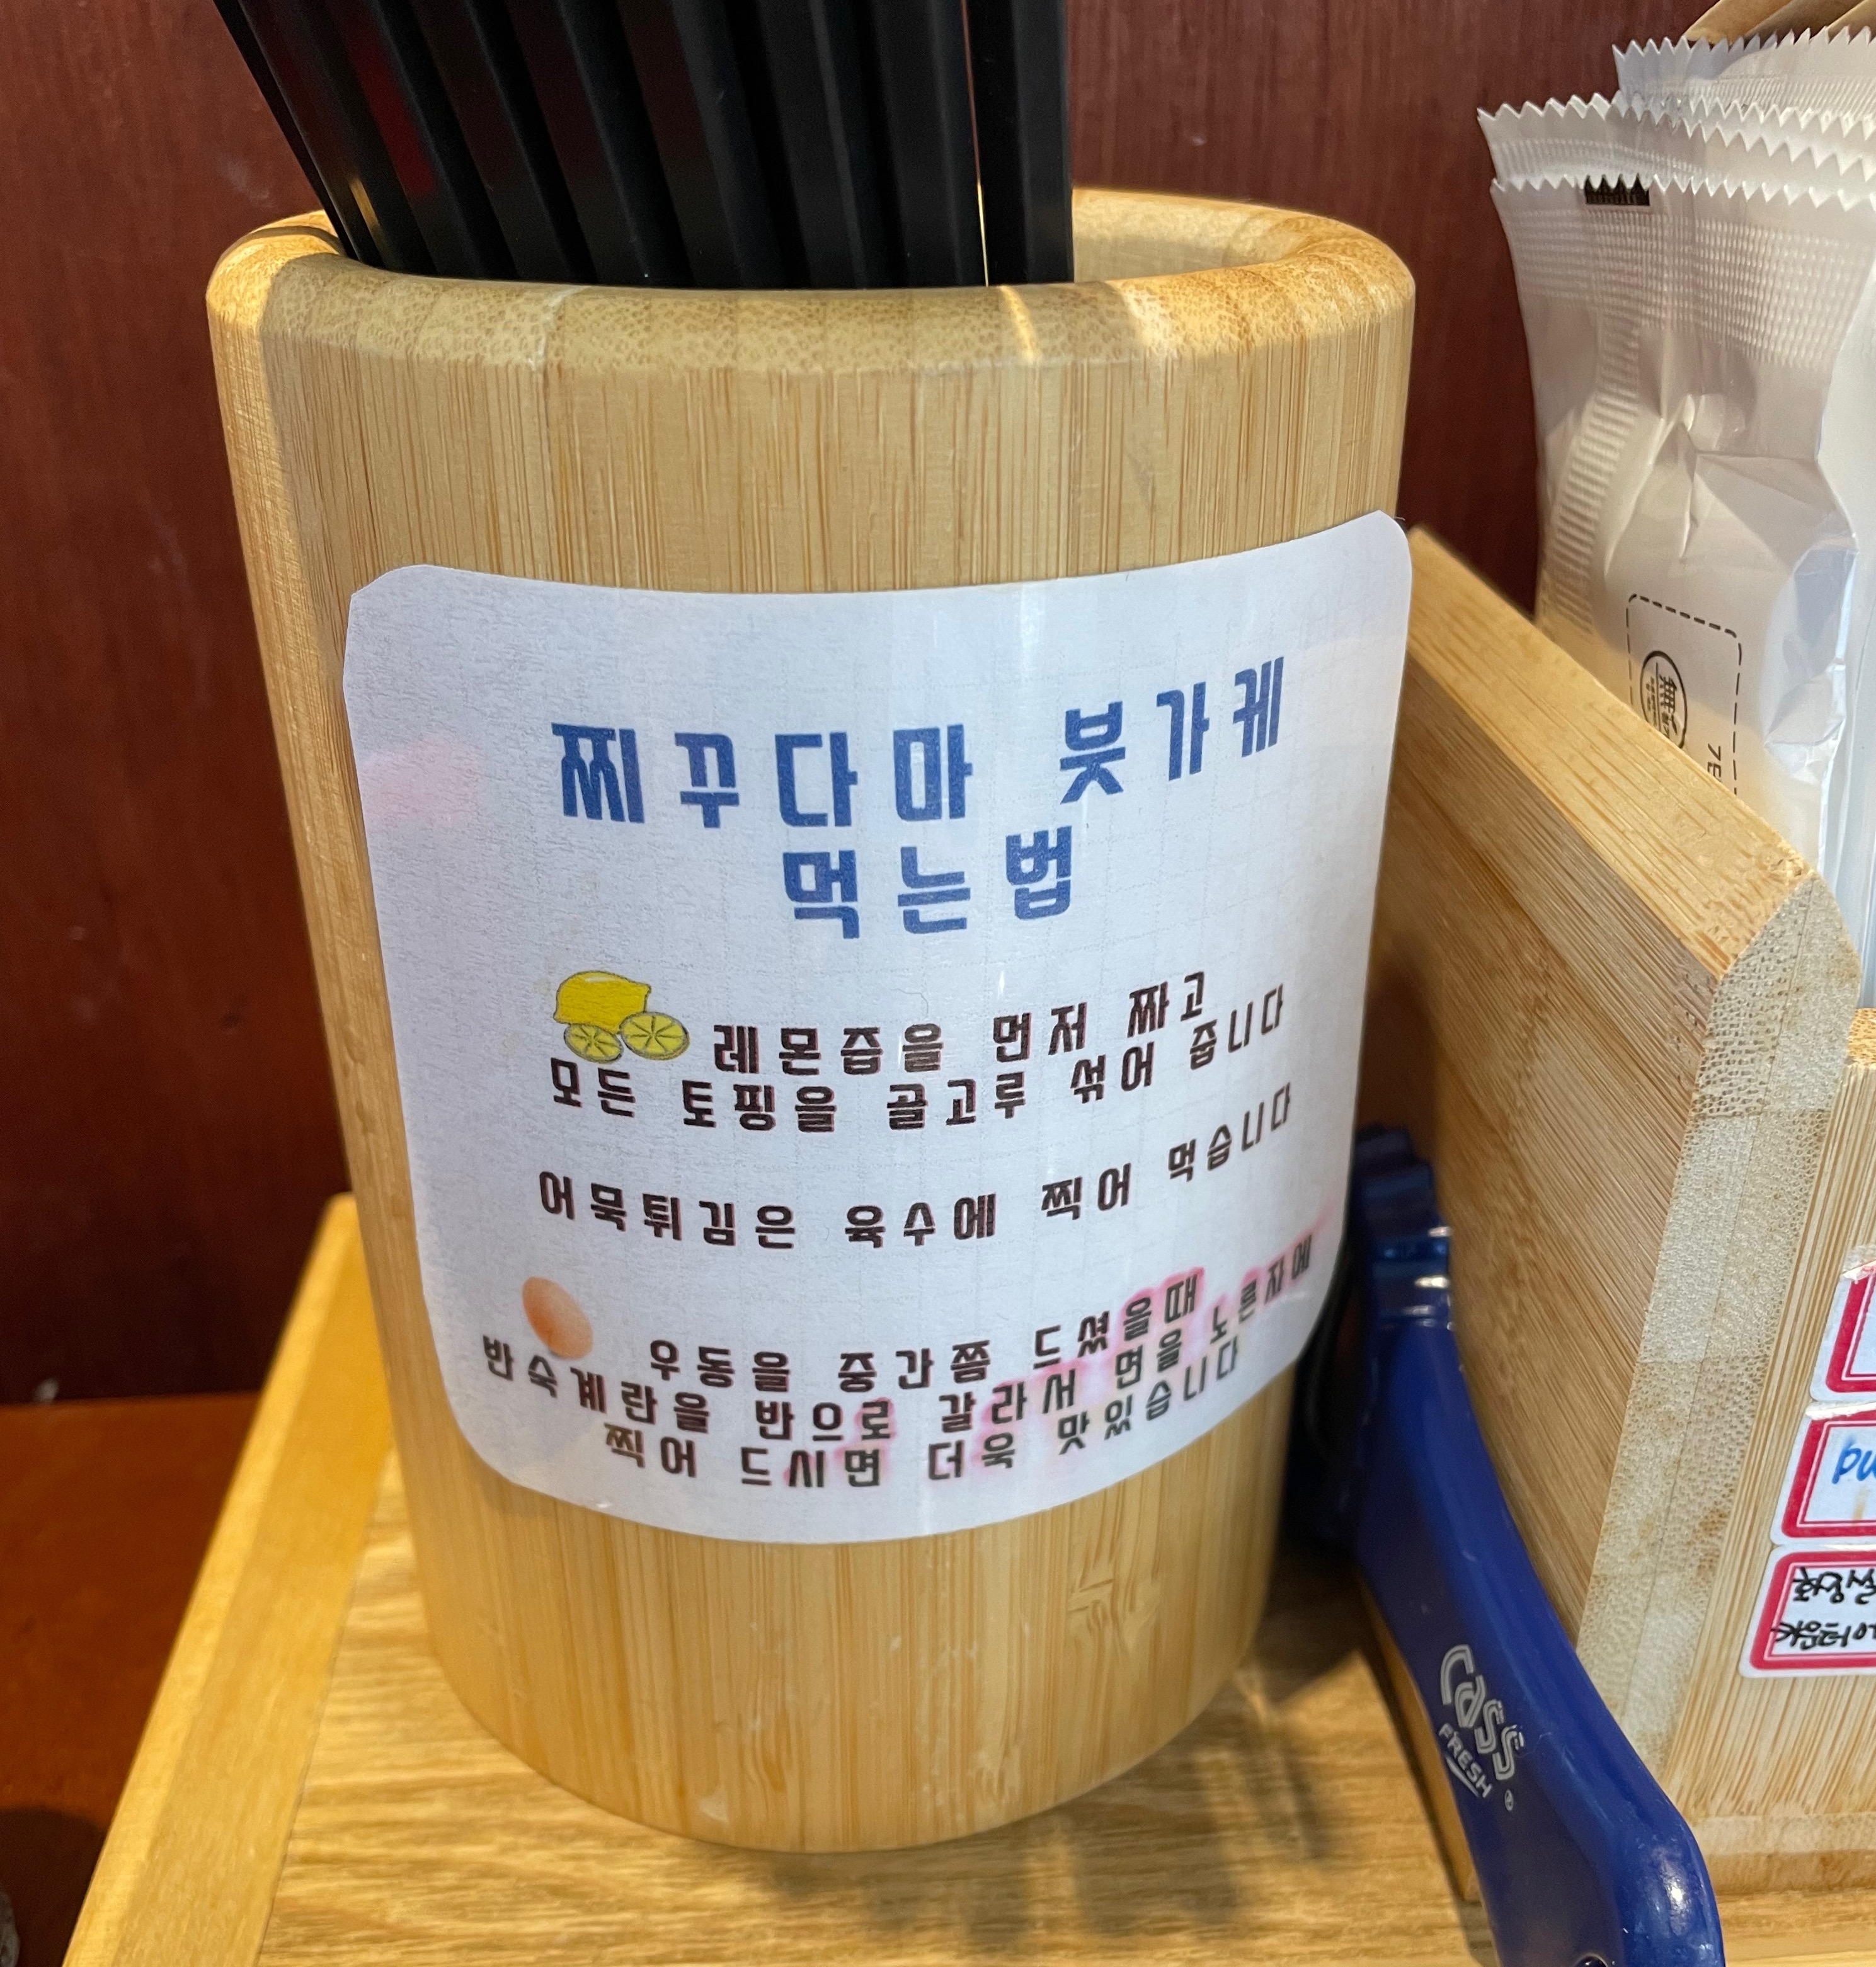 찌꾸다마 붓가케
먹는법
레몬즙을 먼저 짜고
모든 토핑을 골고루 섞어 줍니다
어묵튀김은 육수에 찍어 먹습니다
우동을 중간쯤 드셨을때
반숙계란을 반으로 갈라서 면을 노른자에
찍어 드시면 더욱 맛있습니다
Cass
FRESH